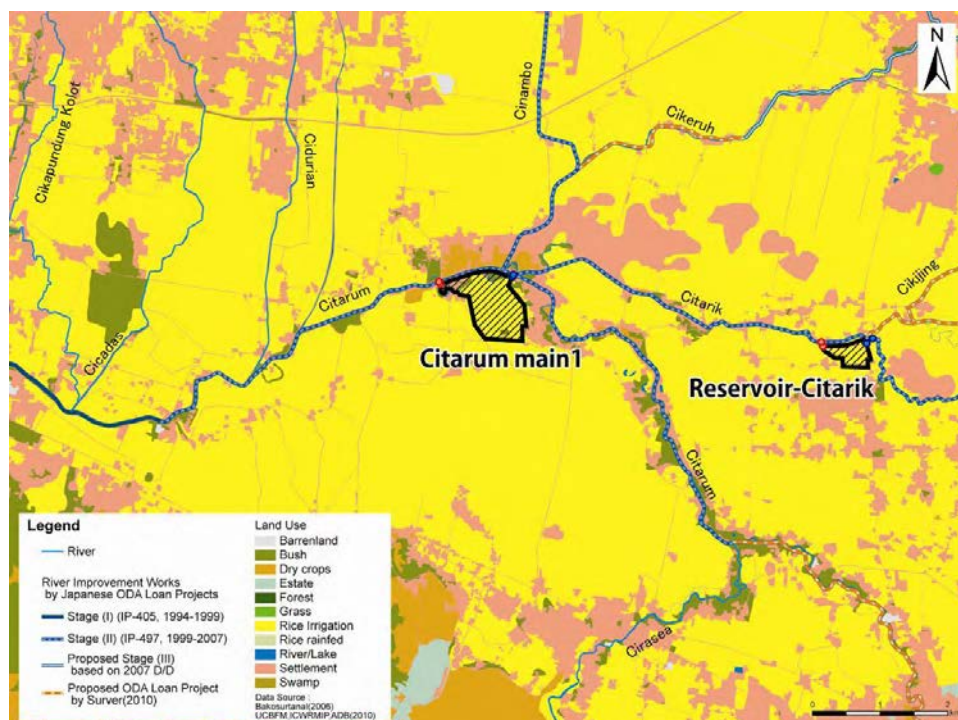 N
Cikapundung Kolot
Cidurian
Cinambo
Cikeruh
Cicadas
Citarum
Citarum main1
Citarik
Cikijing
Reservoir-Citarik
Citarum
Cirasea
Legend
River
River Improvement Works
by Japanese ODA Loan Projects
Stage (I) (IP-405, 1994-1999)
Stage (II) (IP-497, 1999-2007)
Proposed Stage (III)
based on 2007 D/D
Proposed ODA Loan Project
by Surver(2010)
Land Use
Barrenland
Bush
Dry crops
Estate
Forest
Grass
Rice Irrigation
Rice rainfed
River/Lake
Settlement
Swamp
Data Source :
Bakosurtanal(2006)
UCBFM,ICWRMIP,ADB(2010)
0
1
2